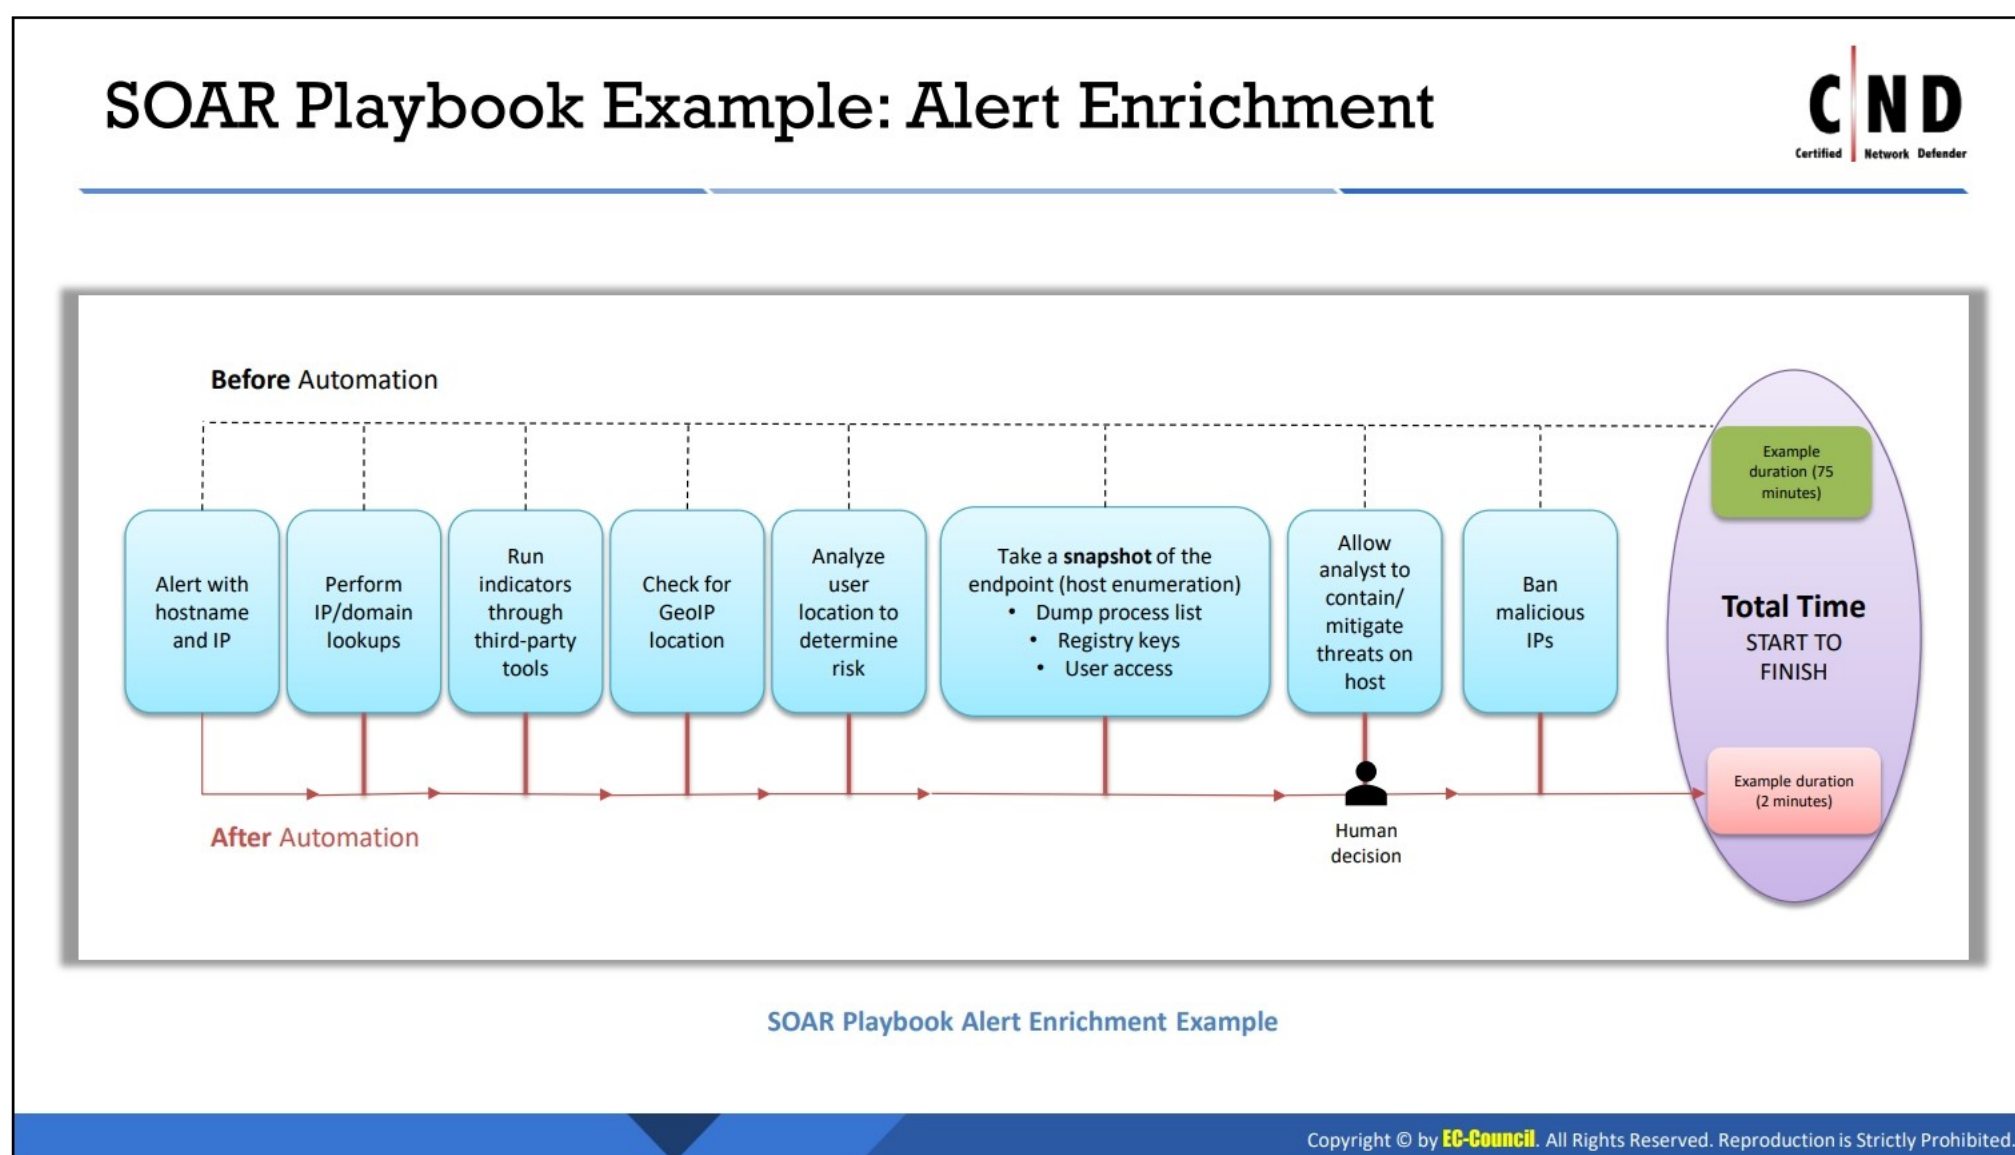 SOAR Playbook Example: Alert Enrichment
C ND
Certified Network Defender
Before Automation
Alert with
hostname
and IP
Perform
IP/domain
lookups
Run
indicators
through
third-party
tools
Check for
GeoIP
location
Analyze
user
location to
determine
risk
Take a snapshot of the
endpoint (host enumeration)
• Dump process list
• Registry keys
• User access
Allow
analyst to
contain/
mitigate
threats on
host
Ban
malicious
IPs
Example
duration (75
minutes)
Total Time
START TO
FINISH
Example duration
(2 minutes)
After Automation
Human
decision
SOAR Playbook Alert Enrichment Example
Copyright © by EC-Council. All Rights Reserved. Reproduction is Strictly Prohibited.